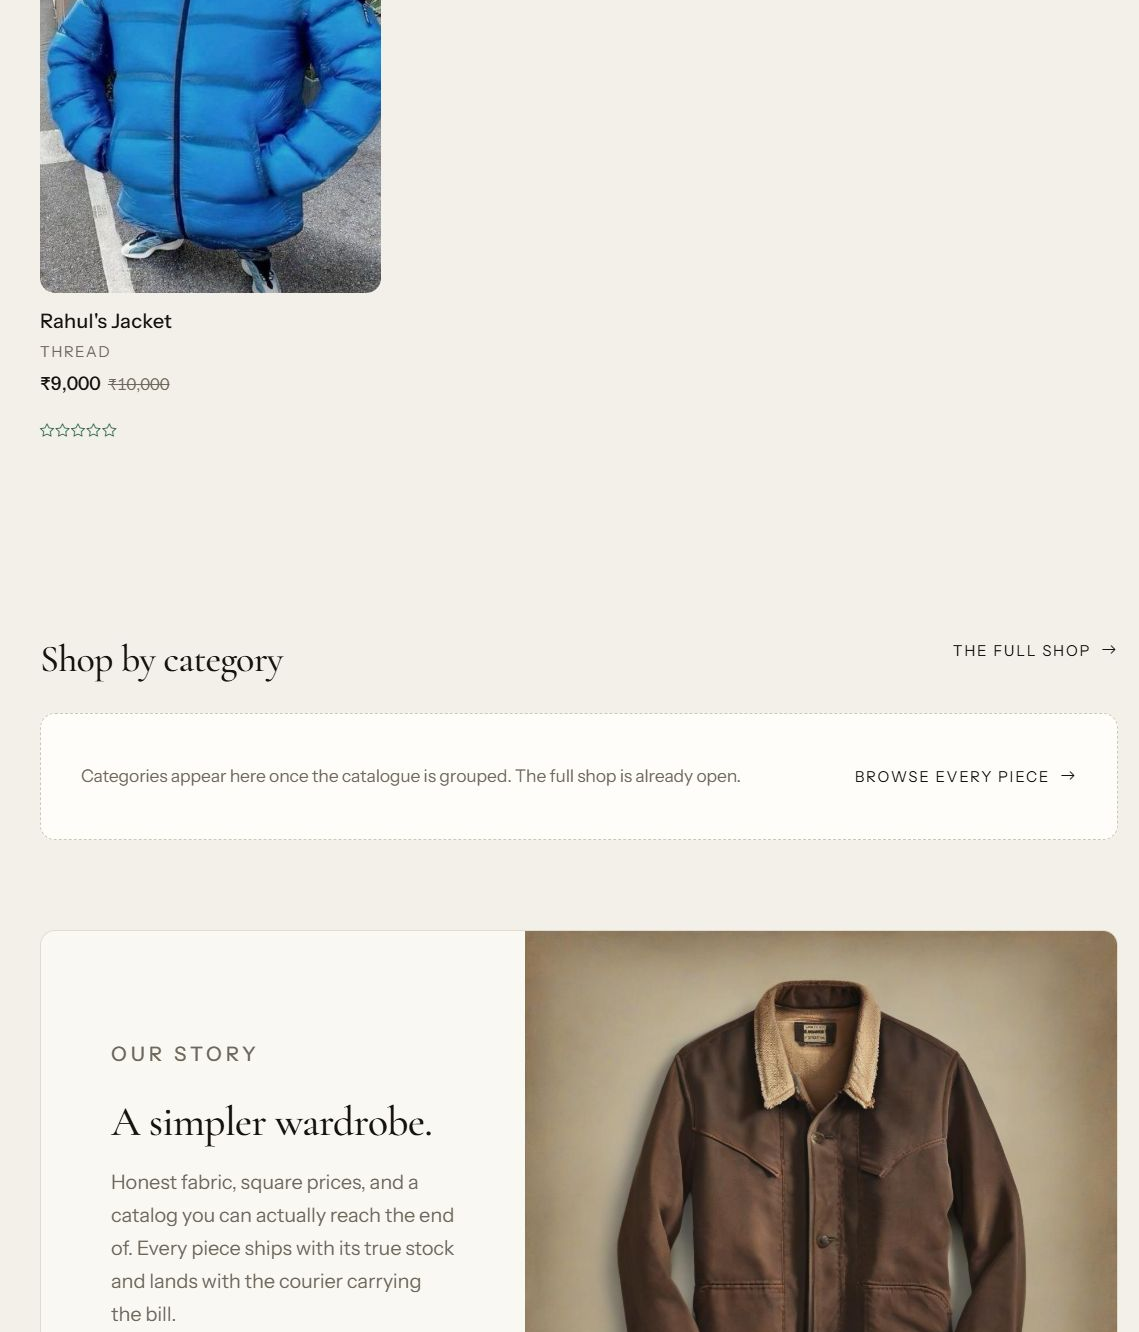 Rahul's Jacket
THREAD
₹9,000 ₹10,000
Shop by category
THE FULL SHOP →
Categories appear here once the catalogue is grouped. The full shop is already open.
BROWSE EVERY PIECE →
OUR STORY
A simpler wardrobe.
Honest fabric, square prices, and a
catalog you can actually reach the end
of. Every piece ships with its true stock
and lands with the courier carrying
the bill.